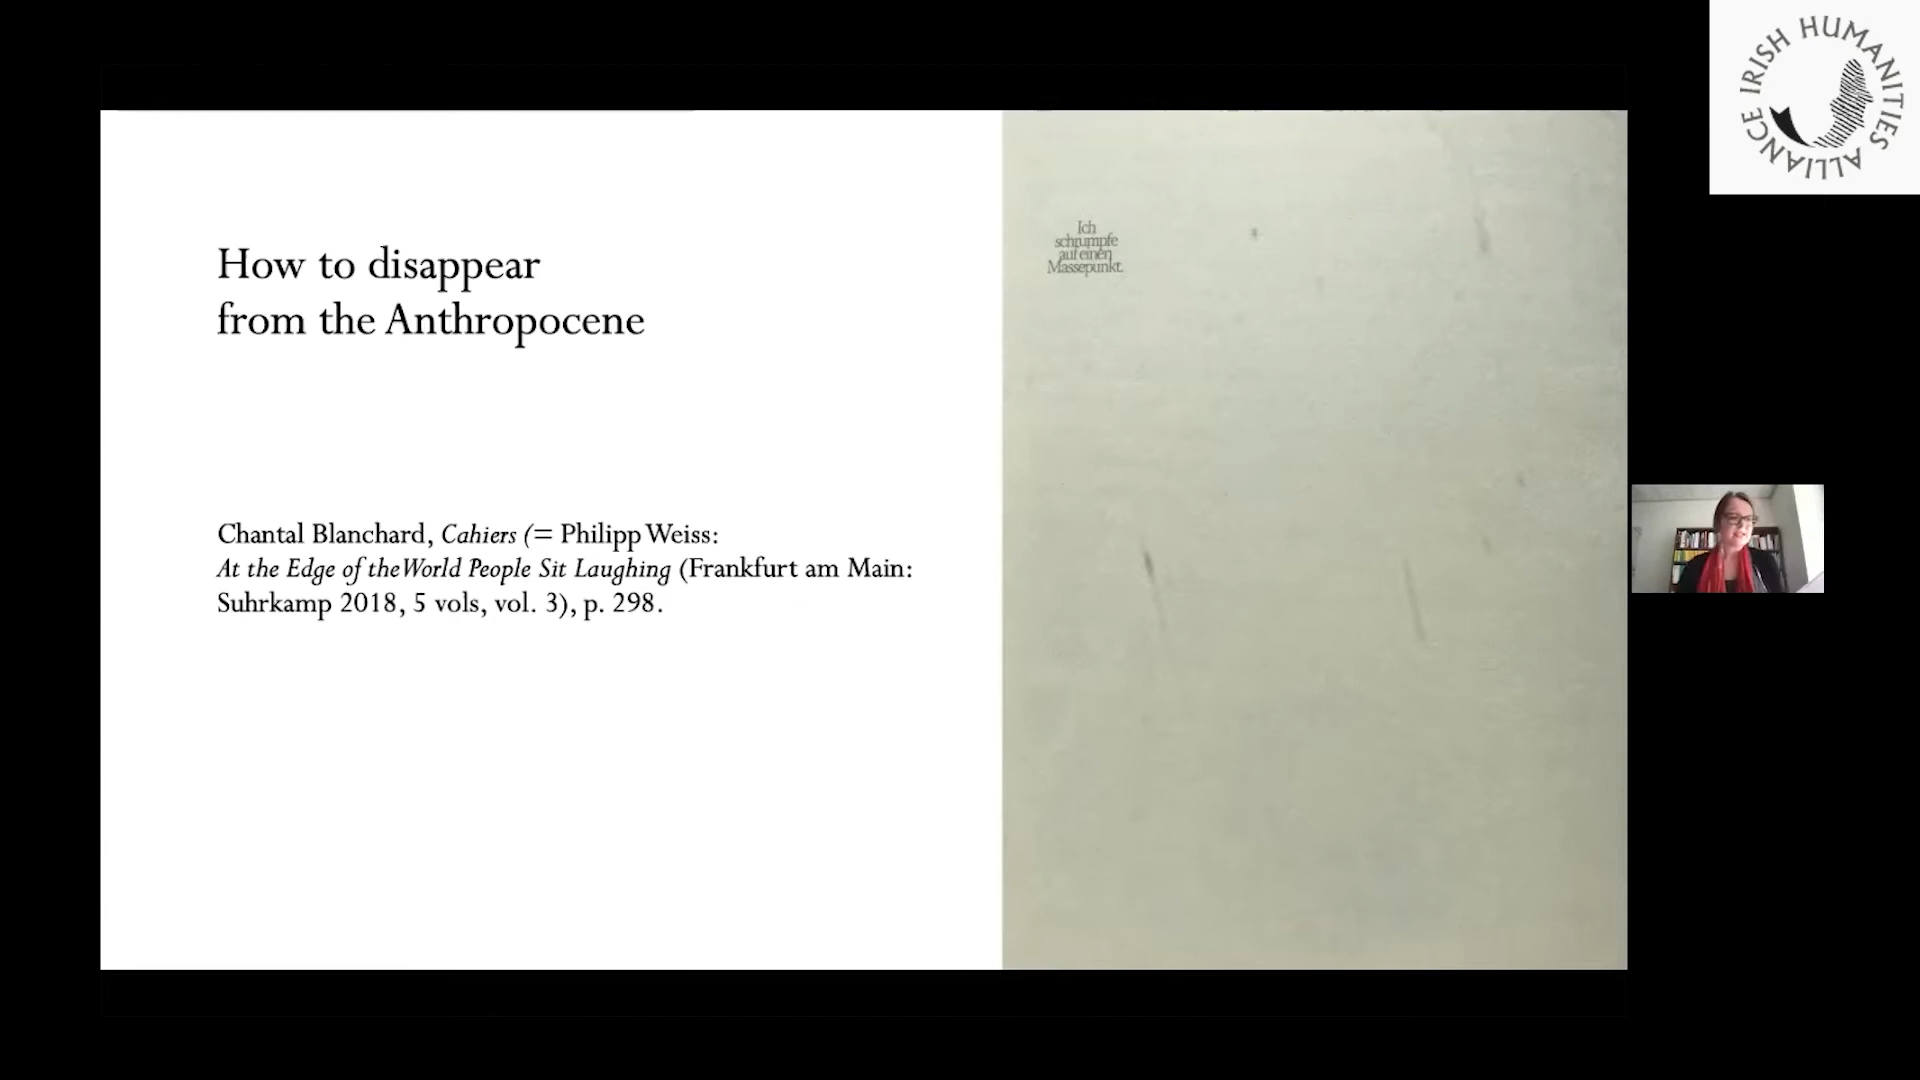 How to disappear
from the Anthropocene
Chantal Blanchard, Cahiers (= Philipp Weiss:
At the Edge of the World People Sit Laughing (Frankfurt am Main:
Suhrkamp 2018, 5 vols, vol. 3), p. 298.
Ich
schrumpfe
auf einen
Massepunkt.
IRISH HUMANITIES ALLIANCE